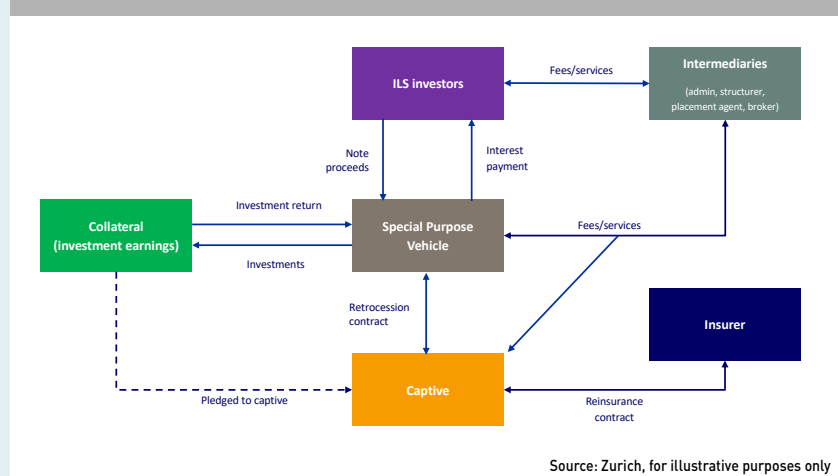 ILS investors
Fees/services
Intermediaries
(admin, structurer,
placement agent, broker)
Note
proceeds
Interest
payment
Collateral
(investment earnings)
Investment return
Investments
Special Purpose
Vehicle
Fees/services
Retrocession
contract
Insurer
Captive
Pledged to captive
Reinsurance
contract
Source: Zurich, for illustrative purposes only